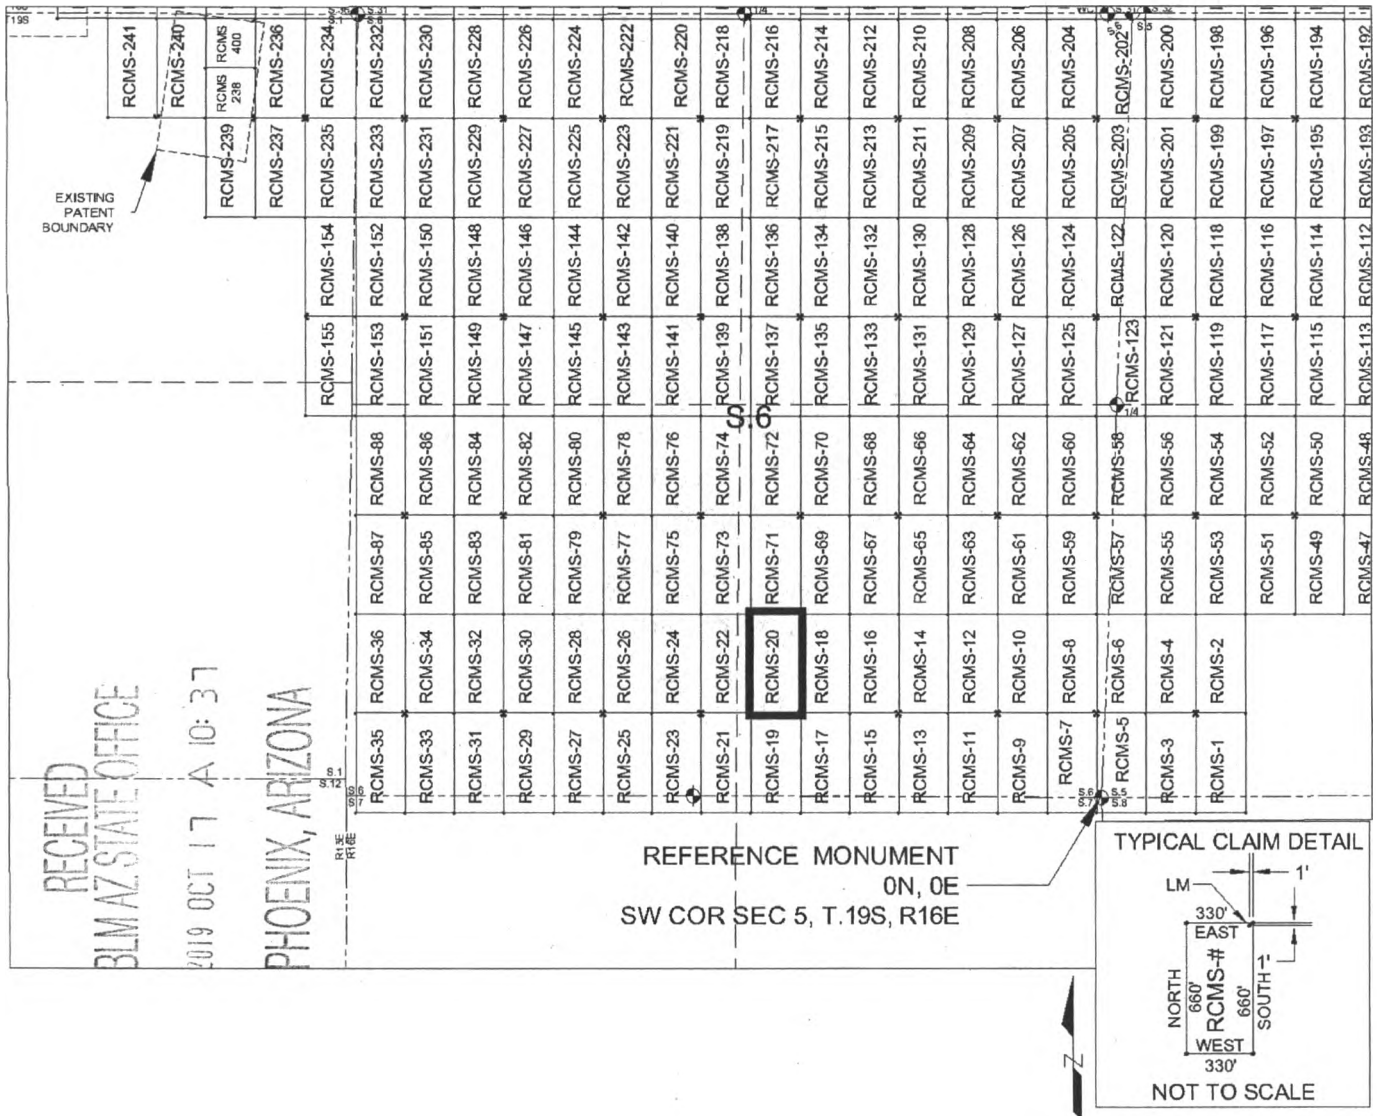 T19S
S.36 S.31
S.1 S.6
1/4
S.6 S.5
RCMS-241 RCMS-240 RCMS 400 RCMS-236 RCMS-234 RCMS-232 RCMS-230 RCMS-228 RCMS-226 RCMS-224 RCMS-222 RCMS-220 RCMS-218 RCMS-216 RCMS-214 RCMS-212 RCMS-210 RCMS-208 RCMS-206 RCMS-204 RCMS-202 RCMS-200 RCMS-198 RCMS-196 RCMS-194 RCMS-192
RCMS 238
RCMS-239 RCMS-237 RCMS-235 RCMS-233 RCMS-231 RCMS-229 RCMS-227 RCMS-225 RCMS-223 RCMS-221 RCMS-219 RCMS-217 RCMS-215 RCMS-213 RCMS-211 RCMS-209 RCMS-207 RCMS-205 RCMS-203 RCMS-201 RCMS-199 RCMS-197 RCMS-195 RCMS-193
EXISTING
PATENT
BOUNDARY
RCMS-154 RCMS-152 RCMS-150 RCMS-148 RCMS-146 RCMS-144 RCMS-142 RCMS-140 RCMS-138 RCMS-136 RCMS-134 RCMS-132 RCMS-130 RCMS-128 RCMS-126 RCMS-124 RCMS-122 RCMS-120 RCMS-118 RCMS-116 RCMS-114 RCMS-112
RCMS-155 RCMS-153 RCMS-151 RCMS-149 RCMS-147 RCMS-145 RCMS-143 RCMS-141 RCMS-139 RCMS-137 RCMS-135 RCMS-133 RCMS-131 RCMS-129 RCMS-127 RCMS-125 RCMS-123 RCMS-121 RCMS-119 RCMS-117 RCMS-115 RCMS-113
1/4
S.6
RCMS-88 RCMS-86 RCMS-84 RCMS-82 RCMS-80 RCMS-78 RCMS-76 RCMS-74 RCMS-72 RCMS-70 RCMS-68 RCMS-66 RCMS-64 RCMS-62 RCMS-60 RCMS-58 RCMS-56 RCMS-54 RCMS-52 RCMS-50 RCMS-48
RCMS-87 RCMS-85 RCMS-83 RCMS-81 RCMS-79 RCMS-77 RCMS-75 RCMS-73 RCMS-71 RCMS-69 RCMS-67 RCMS-65 RCMS-63 RCMS-61 RCMS-59 RCMS-57 RCMS-55 RCMS-53 RCMS-51 RCMS-49 RCMS-47
RCMS-36 RCMS-34 RCMS-32 RCMS-30 RCMS-28 RCMS-26 RCMS-24 RCMS-22 RCMS-20 RCMS-18 RCMS-16 RCMS-14 RCMS-12 RCMS-10 RCMS-8 RCMS-6 RCMS-4 RCMS-2
RCMS-35 RCMS-33 RCMS-31 RCMS-29 RCMS-27 RCMS-25 RCMS-23 RCMS-21 RCMS-19 RCMS-17 RCMS-15 RCMS-13 RCMS-11 RCMS-9 RCMS-7 RCMS-5 RCMS-3 RCMS-1
S.1
S.12
S.6
S.7
S.6 S.5
S.7 S.8
R15E
R16E
RECEIVED
BLM AZ. STATE OFFICE
2019 OCT 17 A 10:37
PHOENIX, ARIZONA
REFERENCE MONUMENT
0N, 0E
SW COR SEC 5, T.19S, R16E
TYPICAL CLAIM DETAIL
1'
LM
330'
EAST
1'
NORTH
660'
RCMS-#
660'
SOUTH
WEST
330'
NOT TO SCALE
N